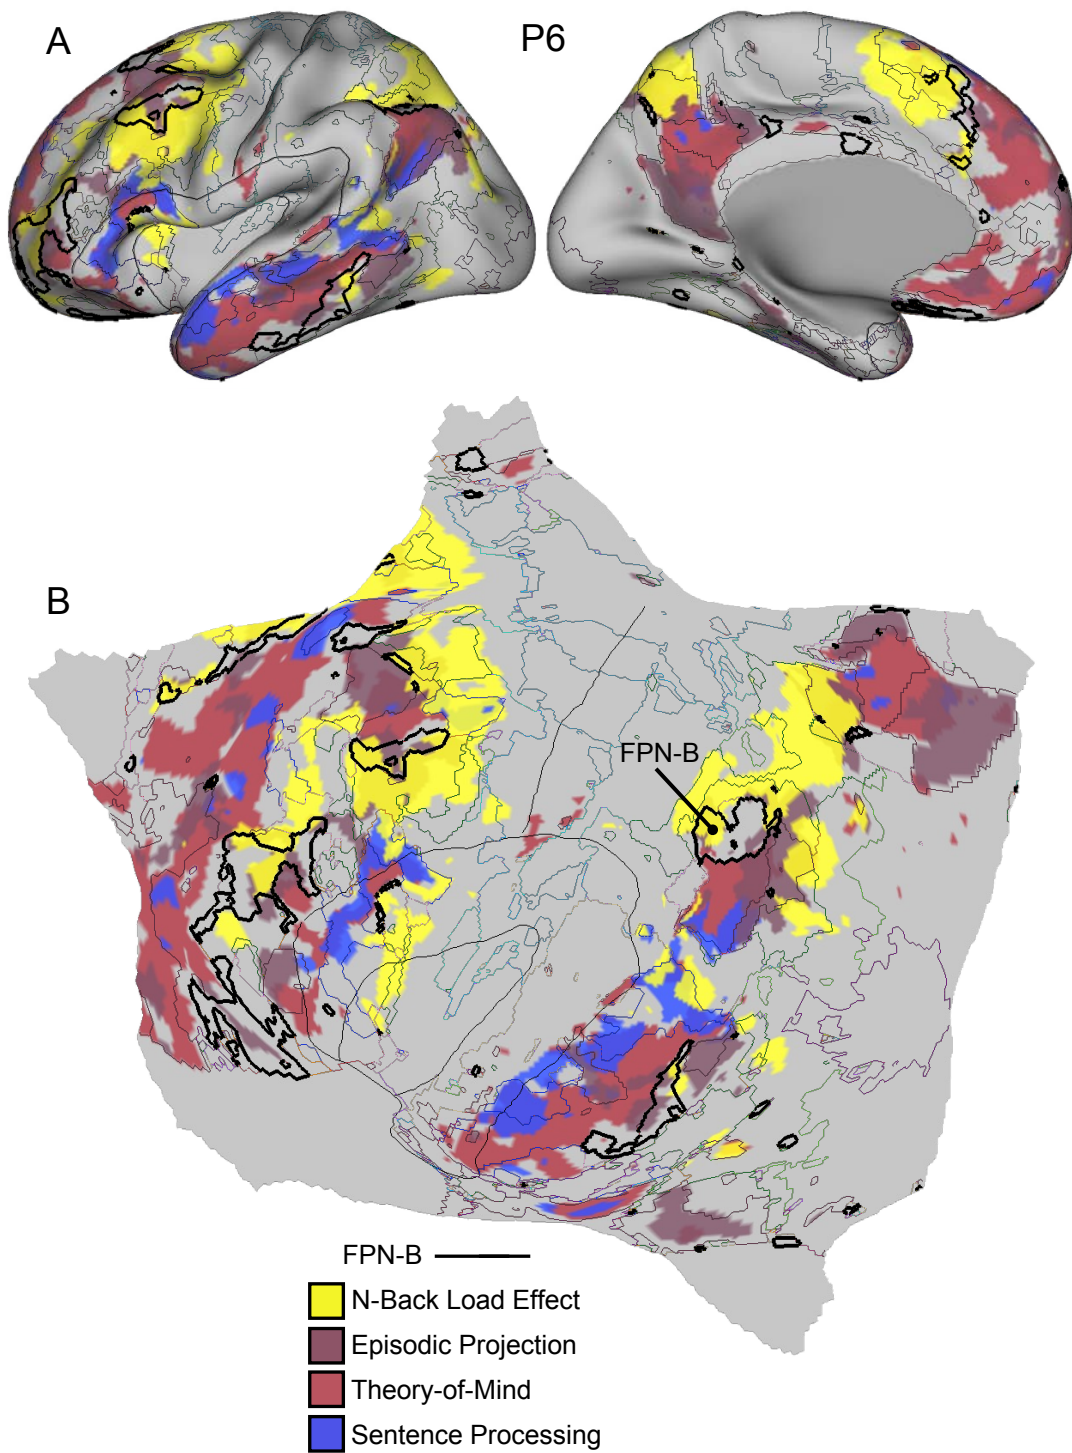 A
P6
B
FPN-B
FPN-B
N-Back Load Effect
Episodic Projection
Theory-of-Mind
Sentence Processing